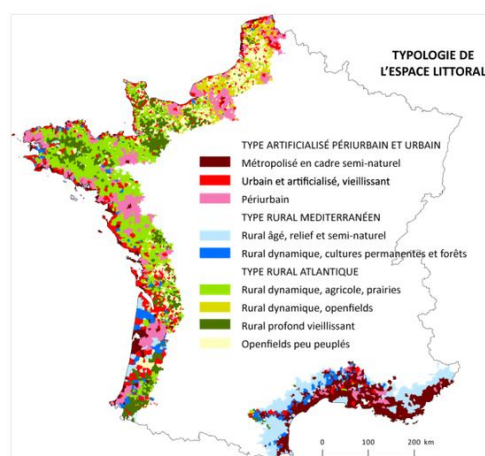 TYPOLOGIE DE
L'ESPACE LITTORAL
TYPE ARTIFICIALISÉ PÉRIURBAIN ET URBAIN
Métropolisé en cadre semi-naturel
Urbain et artificialisé, vieillissant
Périurbain
TYPE RURAL MEDITERRANÉEN
Rural âgé, relief et semi-naturel
Rural dynamique, cultures permanentes et forêts
TYPE RURAL ATLANTIQUE
Rural dynamique, agricole, prairies
Rural dynamique, openfields
Rural profond vieillissant
Openfields peu peuplés
0 100 200 km